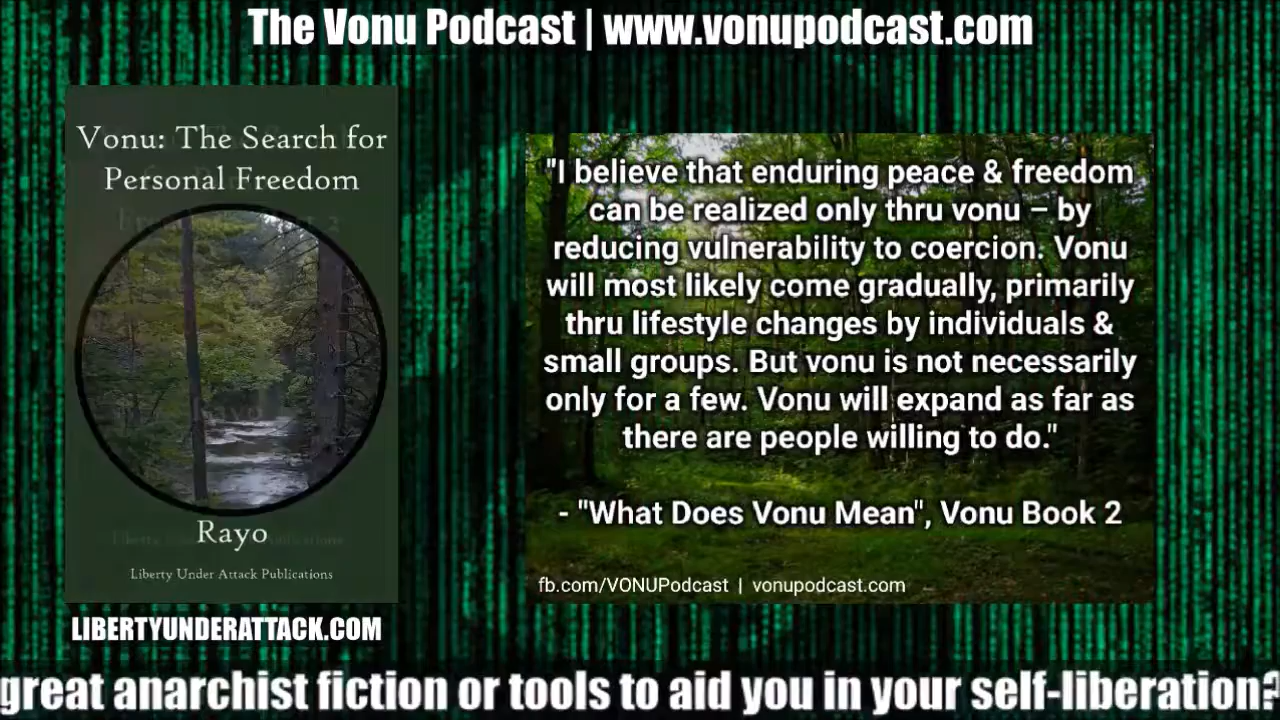 The Vonu Podcast | www.vonupodcast.com
Vonu: The Search for
Personal Freedom
Rayo
Liberty Under Attack Publications
LIBERTYUNDERATTACK.COM
"I believe that enduring peace & freedom
can be realized only thru vonu – by
reducing vulnerability to coercion. Vonu
will most likely come gradually, primarily
thru lifestyle changes by individuals &
small groups. But vonu is not necessarily
only for a few. Vonu will expand as far as
there are people willing to do."
- "What Does Vonu Mean", Vonu Book 2
fb.com/VONUPodcast | vonupodcast.com
great anarchist fiction or tools to aid you in your self-liberation?